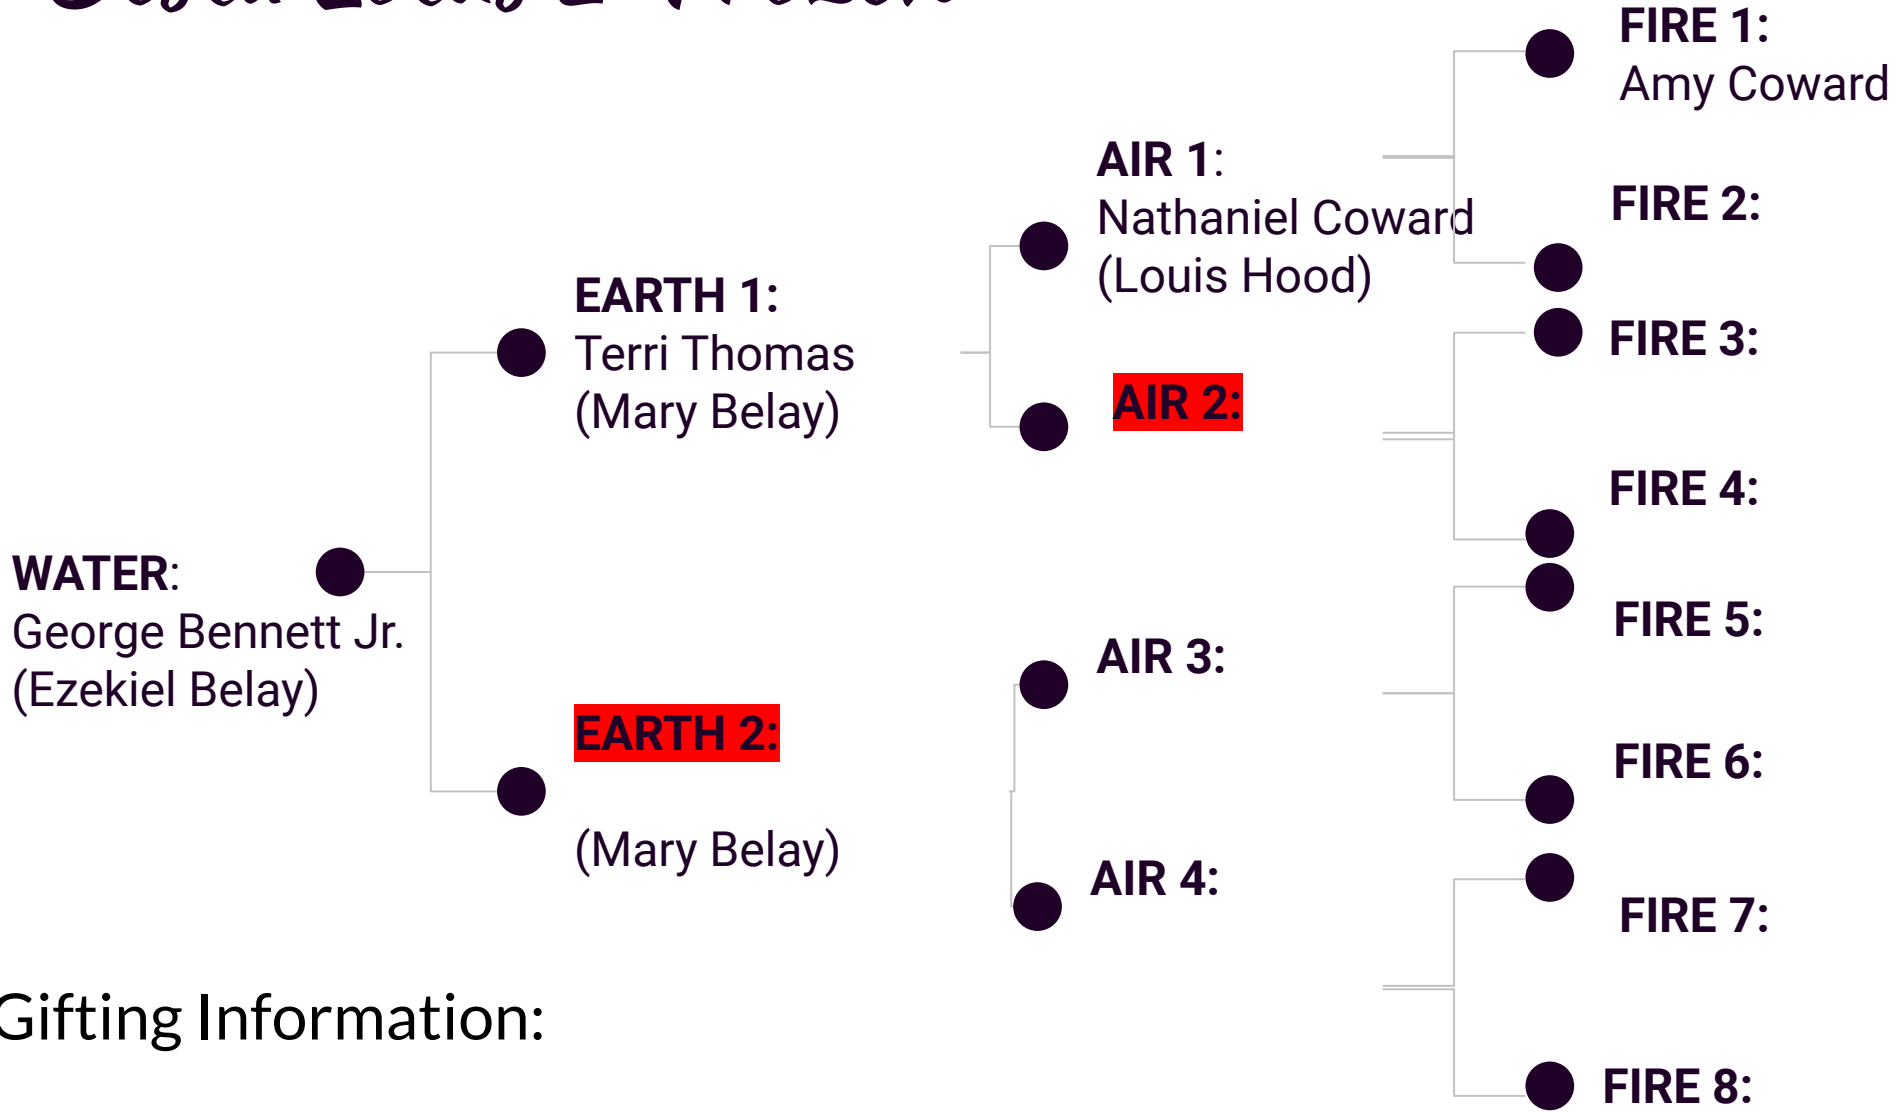 FIRE 1:
Amy Coward
AIR 1:
Nathaniel Coward
(Louis Hood)
FIRE 2:
EARTH 1:
Terri Thomas
(Mary Belay)
FIRE 3:
AIR 2:
FIRE 4:
WATER:
George Bennett Jr.
(Ezekiel Belay)
EARTH 2:
(Mary Belay)
AIR 3:
FIRE 5:
FIRE 6:
AIR 4:
FIRE 7:
Gifting Information:
FIRE 8: